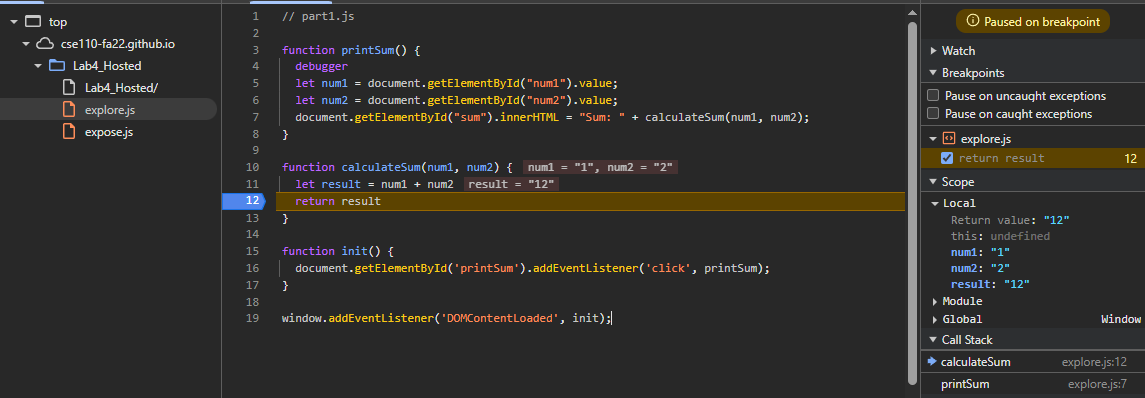 top
cse110-fa22.github.io
Lab4_Hosted
Lab4_Hosted/
explore.js
expose.js
1 // part1.js
2
3 function printSum() {
4 debugger
5 let num1 = document.getElementById("num1").value;
6 let num2 = document.getElementById("num2").value;
7 document.getElementById("sum").innerHTML = "Sum: " + calculateSum(num1, num2);
8 }
9
10 function calculateSum(num1, num2) { num1 = "1", num2 = "2"
11 let result = num1 + num2 result = "12"
12 return result
13 }
14
15 function init() {
16 document.getElementById('printSum').addEventListener('click', printSum);
17 }
18
19 window.addEventListener('DOMContentLoaded', init);
Paused on breakpoint
Watch
Breakpoints
Pause on uncaught exceptions
Pause on caught exceptions
explore.js
return result 12
Scope
Local
Return value: "12"
this: undefined
num1: "1"
num2: "2"
result: "12"
Module
Global Window
Call Stack
calculateSum explore.js:12
printSum explore.js:7